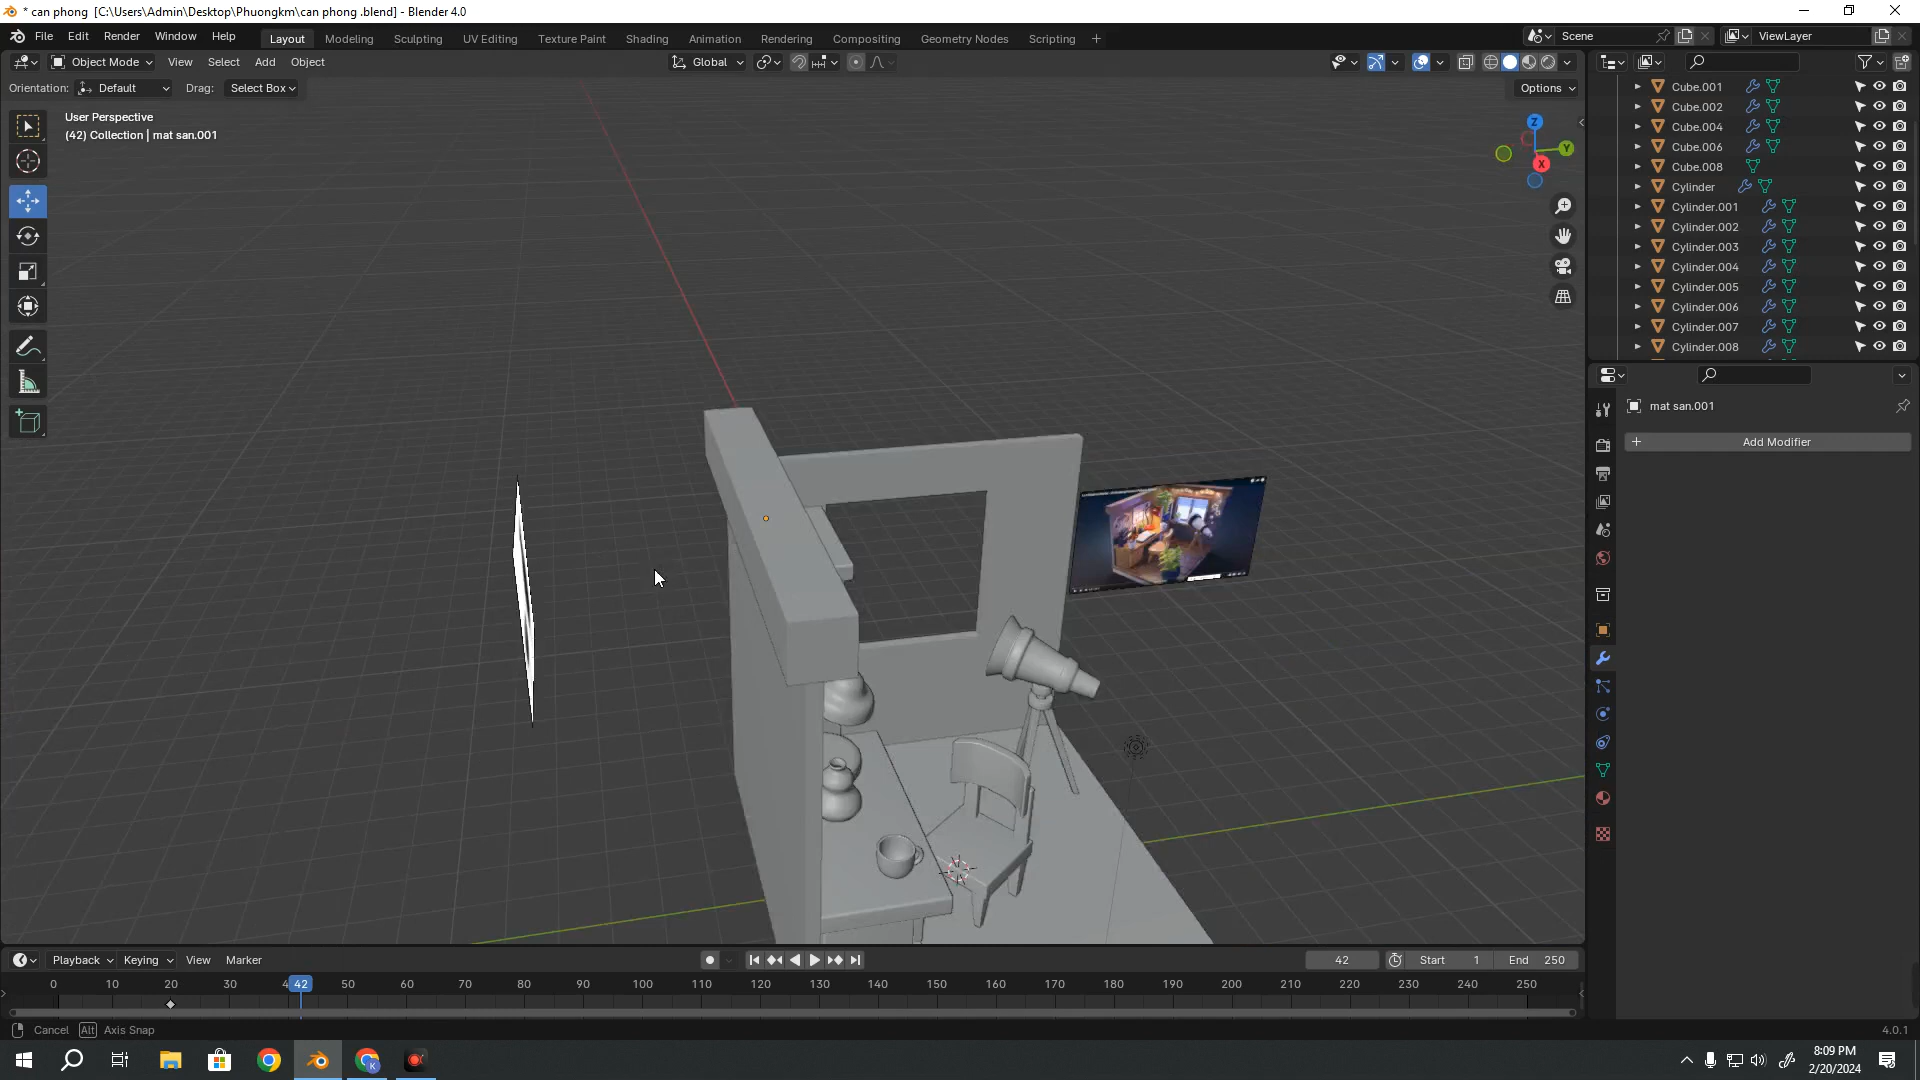 * can phong  [C:\Users\Admin\Desktop\Phuongkm\can phong .blend] - Blender 4.0
File Edit Render Window Help
Layout Modeling Sculpting UV Editing Texture Paint Shading Animation Rendering Compositing Geometry Nodes Scripting +
Scene
ViewLayer
Object Mode View Select Add Object
Global
Orientation: Default Drag: Select Box
Options
User Perspective
(42) Collection | mat san.001
Z
Y
X
Cube.001
Cube.002
Cube.004
Cube.006
Cube.008
Cylinder
Cylinder.001
Cylinder.002
Cylinder.003
Cylinder.004
Cylinder.005
Cylinder.006
Cylinder.007
Cylinder.008
mat san.001
+ Add Modifier
Playback Keying View Marker
42 Start 1 End 250
0 10 20 30 4 42 50 60 70 80 90 100 110 120 130 140 150 160 170 180 190 200 210 220 230 240 250
Cancel Alt Axis Snap
4.0.1
K
8:09 PM
2/20/2024